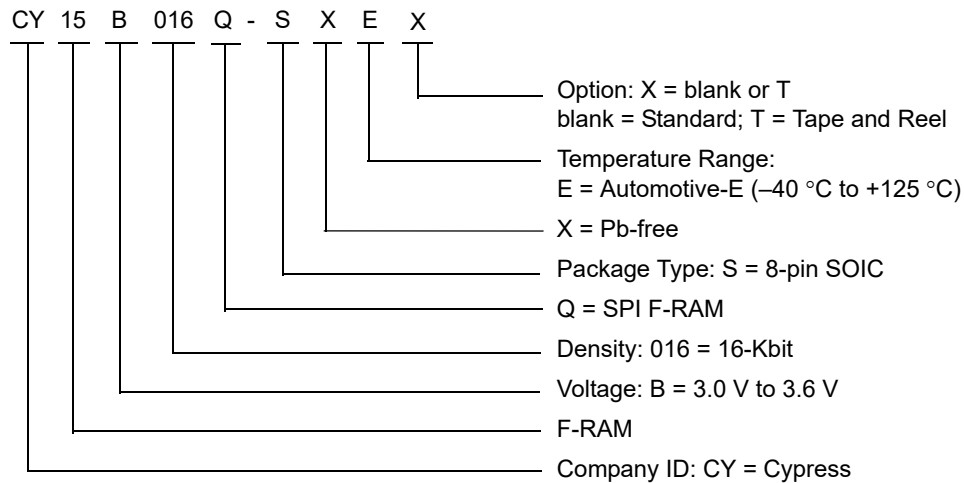 CY 15 B 016 Q - S X E X
Option: X = blank or T
blank = Standard; T = Tape and Reel
Temperature Range:
E = Automotive-E (–40 °C to +125 °C)
X = Pb-free
Package Type: S = 8-pin SOIC
Q = SPI F-RAM
Density: 016 = 16-Kbit
Voltage: B = 3.0 V to 3.6 V
F-RAM
Company ID: CY = Cypress